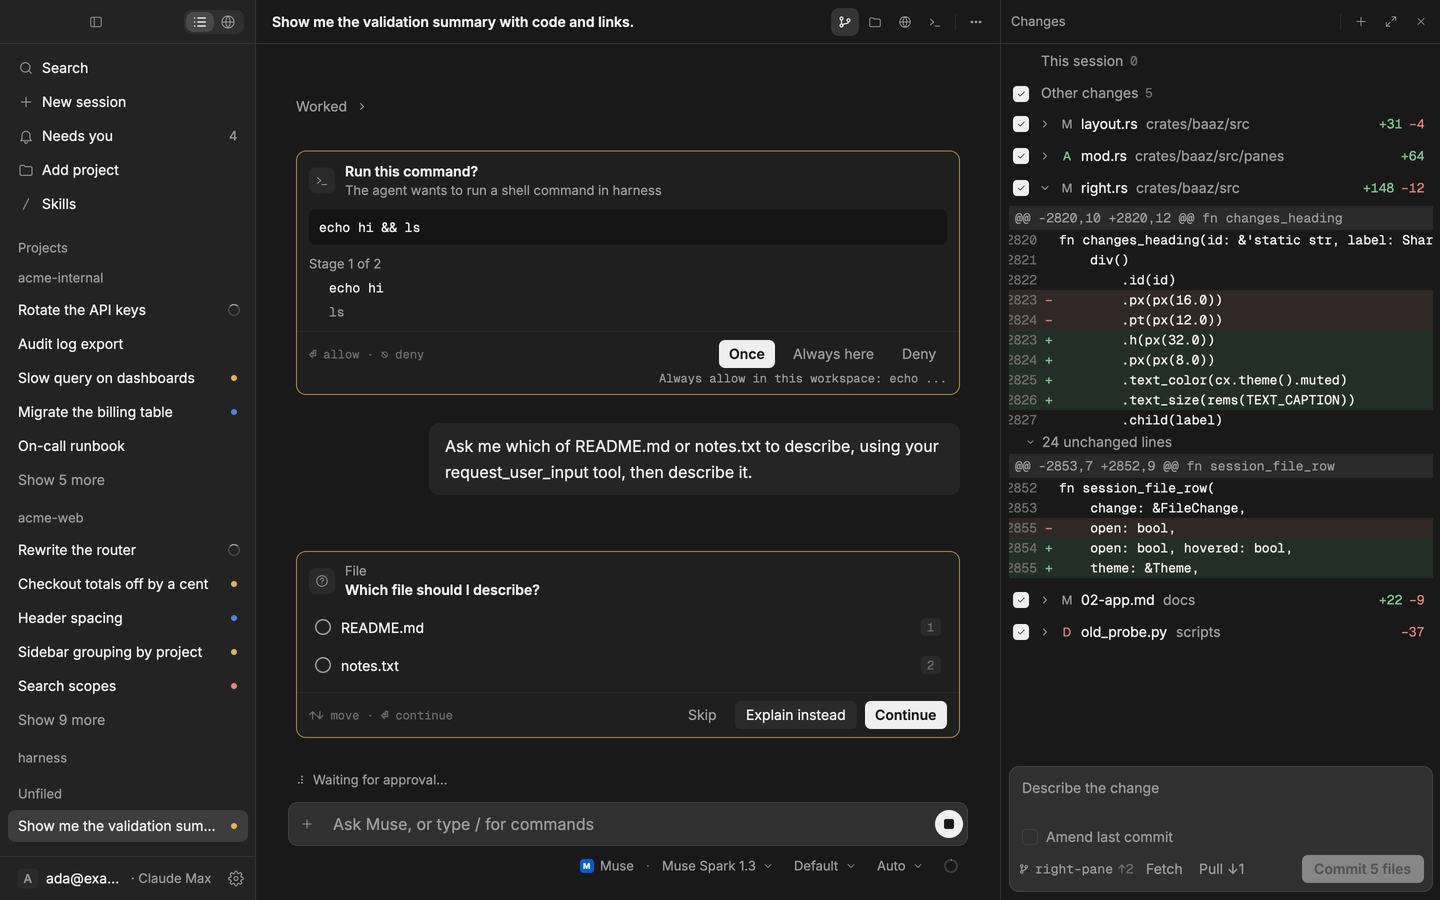 Search
New session
Needs you 4
Add project
Skills
Projects
acme-internal
Rotate the API keys
Audit log export
Slow query on dashboards
Migrate the billing table
On-call runbook
Show 5 more
acme-web
Rewrite the router
Checkout totals off by a cent
Header spacing
Sidebar grouping by project
Search scopes
Show 9 more
harness
Unfiled
Show me the validation sum...
A ada@exa... · Claude Max
Show me the validation summary with code and links.
Worked
Run this command?
The agent wants to run a shell command in harness
echo hi && ls
Stage 1 of 2
echo hi
ls
allow · deny
Once Always here Deny
Always allow in this workspace: echo ...
Ask me which of README.md or notes.txt to describe, using your
request_user_input tool, then describe it.
File
Which file should I describe?
README.md 1
notes.txt 2
move · continue
Skip Explain instead Continue
Waiting for approval...
Ask Muse, or type / for commands
M Muse · Muse Spark 1.3 Default Auto
Changes
This session 0
Other changes 5
M layout.rs crates/baaz/src +31 −4
A mod.rs crates/baaz/src/panes +64
M right.rs crates/baaz/src +148 −12
@@ -2820,10 +2820,12 @@ fn changes_heading
2820 fn changes_heading(id: &'static str, label: Shar
2821 div()
2822 .id(id)
2823 − .px(px(16.0))
2824 − .pt(px(12.0))
2823 + .h(px(32.0))
2824 + .px(px(8.0))
2825 + .text_color(cx.theme().muted)
2826 + .text_size(rems(TEXT_CAPTION))
2827 .child(label)
24 unchanged lines
@@ -2853,7 +2852,9 @@ fn session_file_row
2852 fn session_file_row(
2853 change: &FileChange,
2855 − open: bool,
2854 + open: bool, hovered: bool,
2855 + theme: &Theme,
M 02-app.md docs +22 −9
D old_probe.py scripts −37
Describe the change
Amend last commit
right-pane ↑2 Fetch Pull ↓1 Commit 5 files